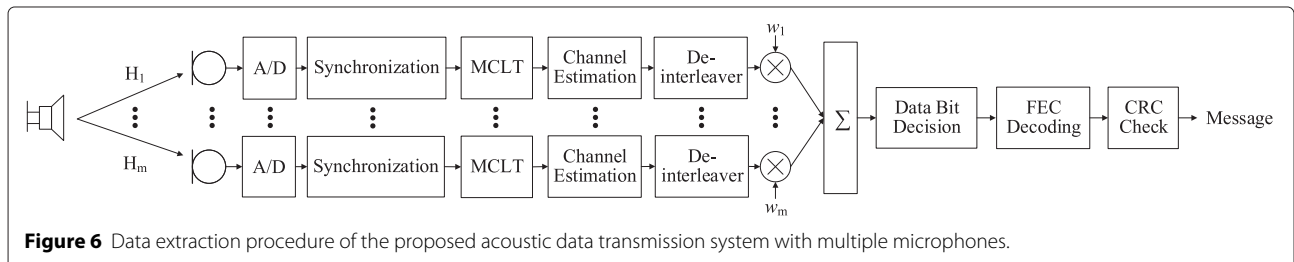 H1
Hm
A/D
Synchronization
MCLT
Channel
Estimation
De-
interleaver
w1
A/D
Synchronization
MCLT
Channel
Estimation
De-
interleaver
wm
Σ
Data Bit
Decision
FEC
Decoding
CRC
Check
Message
Figure 6 Data extraction procedure of the proposed acoustic data transmission system with multiple microphones.